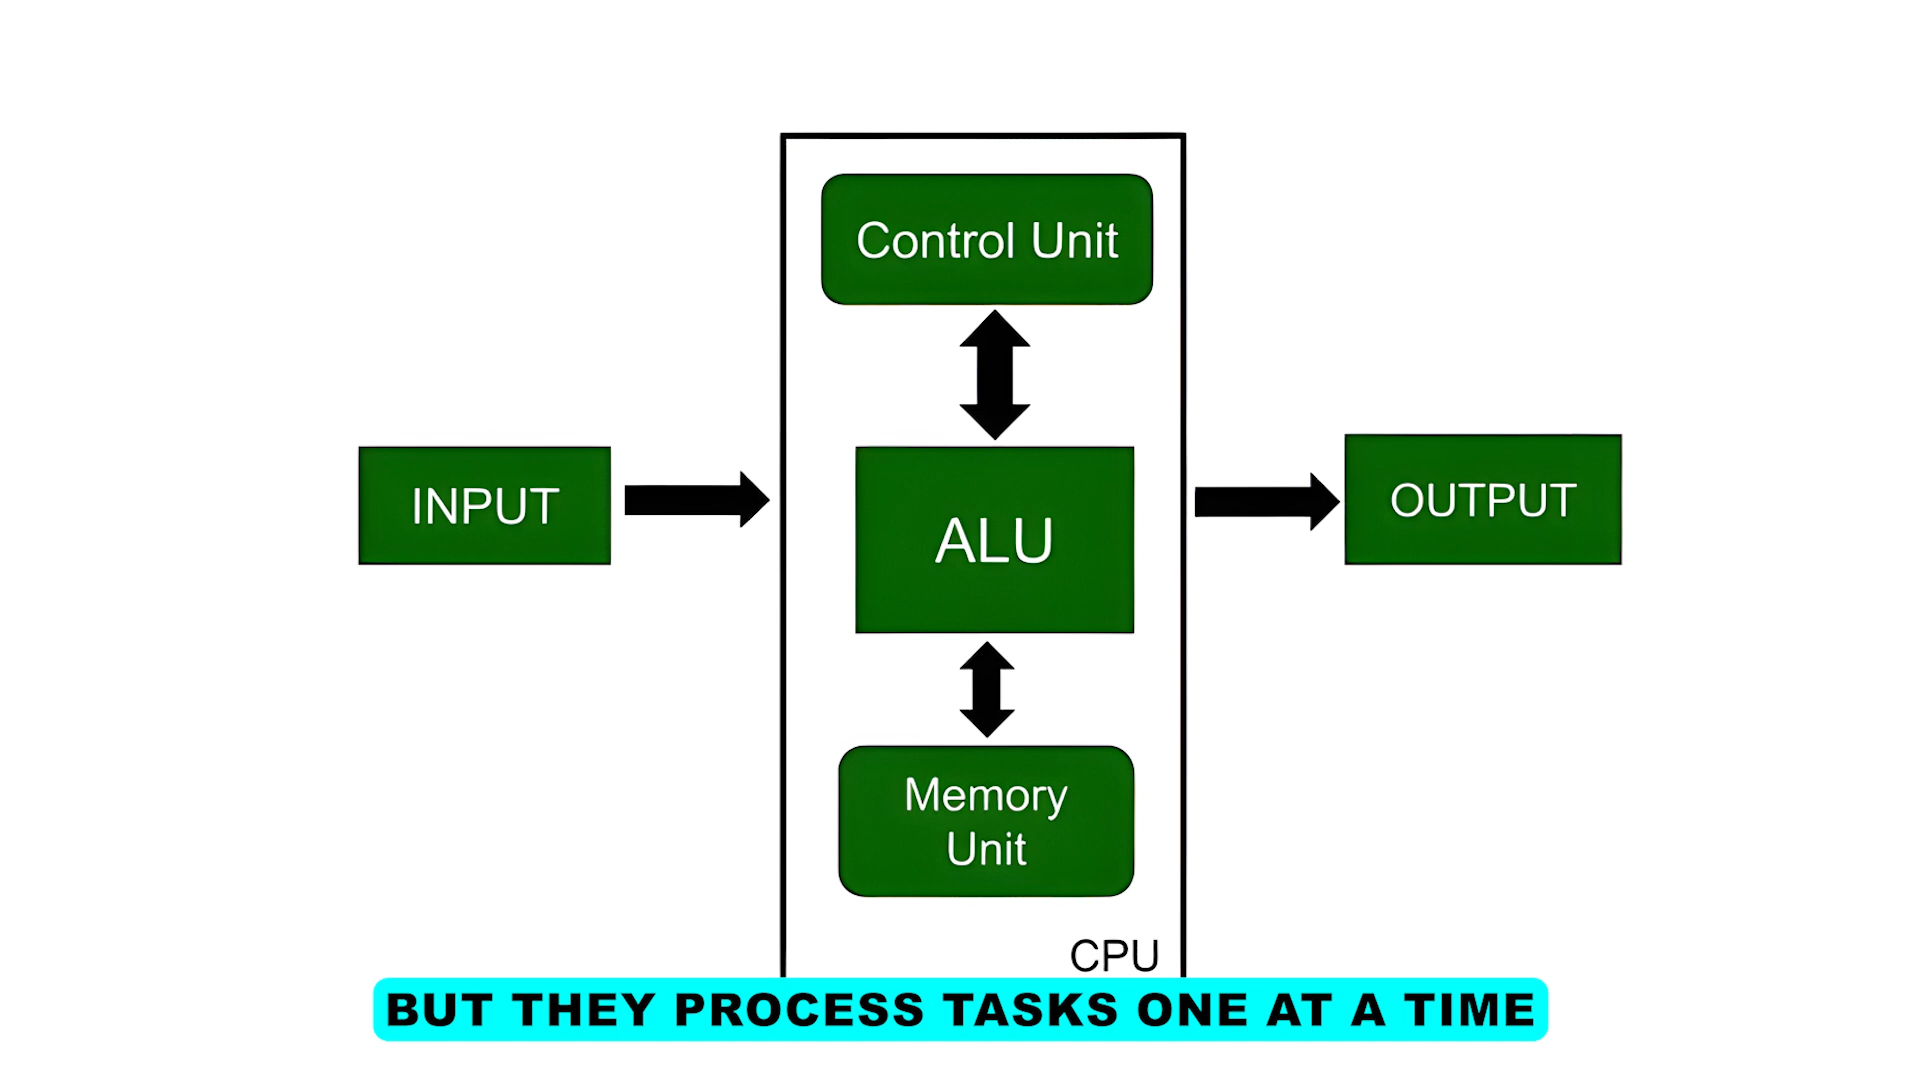 Control Unit
INPUT
ALU
OUTPUT
Memory
Unit
CPU
BUT THEY PROCESS TASKS ONE AT A TIME